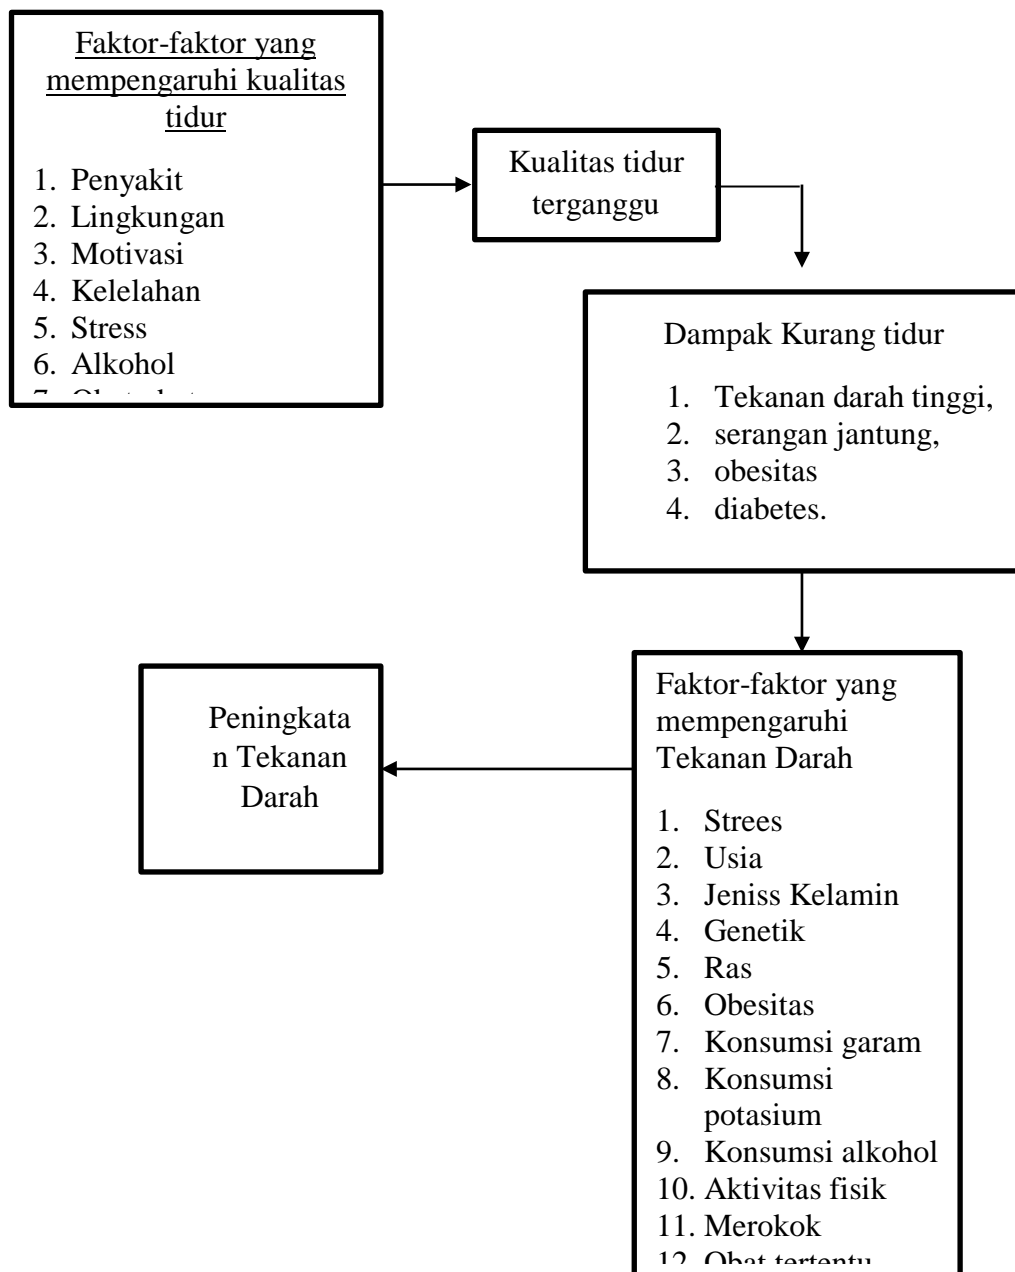 Faktor-faktor yang
mempengaruhi kualitas
tidur
1. Penyakit
2. Lingkungan
3. Motivasi
4. Kelelahan
5. Stress
6. Alkohol
Kualitas tidur
terganggu
Dampak Kurang tidur
1. Tekanan darah tinggi,
2. serangan jantung,
3. obesitas
4. diabetes.
Faktor-faktor yang
mempengaruhi
Tekanan Darah
1. Strees
2. Usia
3. Jeniss Kelamin
4. Genetik
5. Ras
6. Obesitas
7. Konsumsi garam
8. Konsumsi
potasium
9. Konsumsi alkohol
10. Aktivitas fisik
11. Merokok
12. Obat tertentu
Peningkata
n Tekanan
Darah